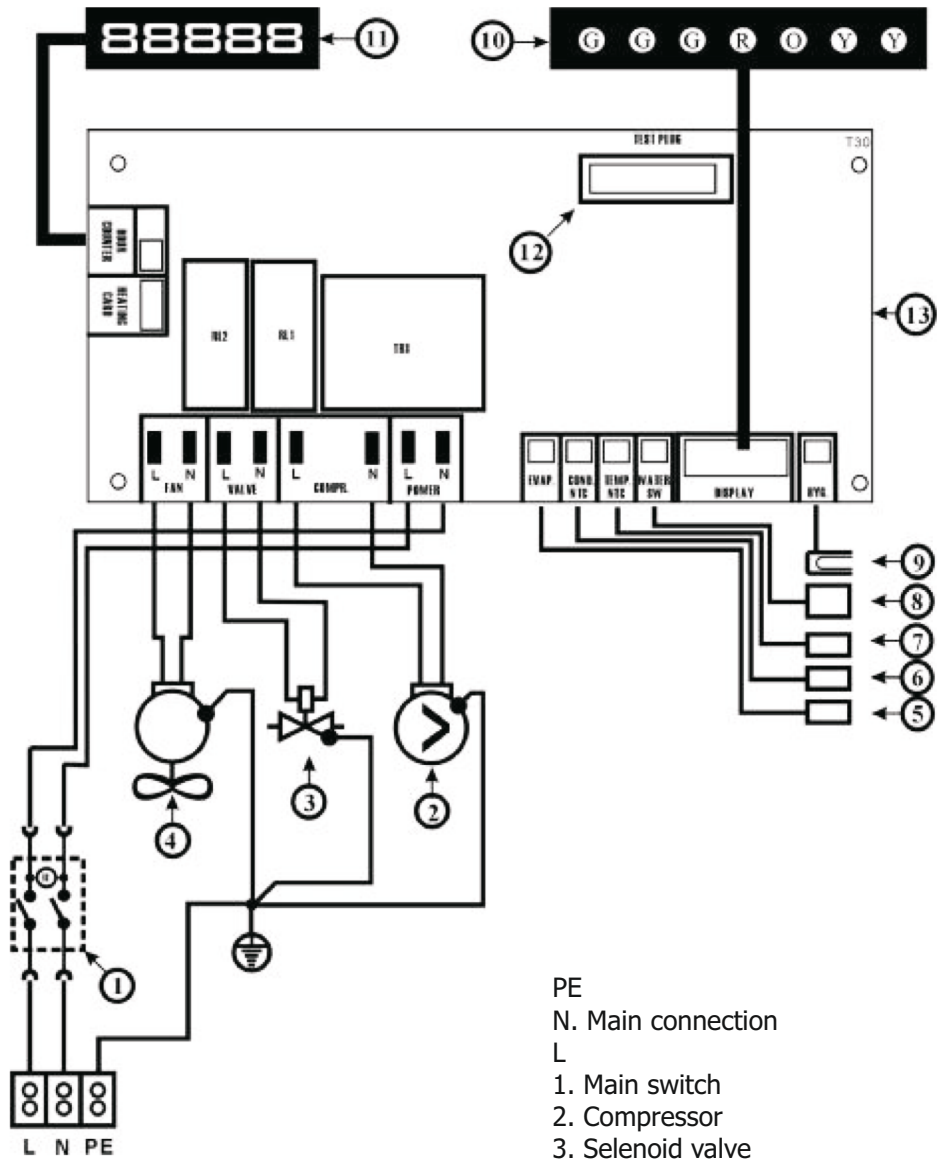 88888
11
10
G G G R O Y Y
TEST PLUG
T30
12
HOUR
COUNTER
HEATING
CARD
13
RL2
RL1
L N L N L N L N
FAN VALVE COMPR. POWER
EVAP. COND. TEMP. WATER DISPLAY HYG.
NTC NTC SW
9
8
7
6
5
4
3
2
1
L N PE
PE
N. Main connection
L
1. Main switch
2. Compressor
3. Selenoid valve